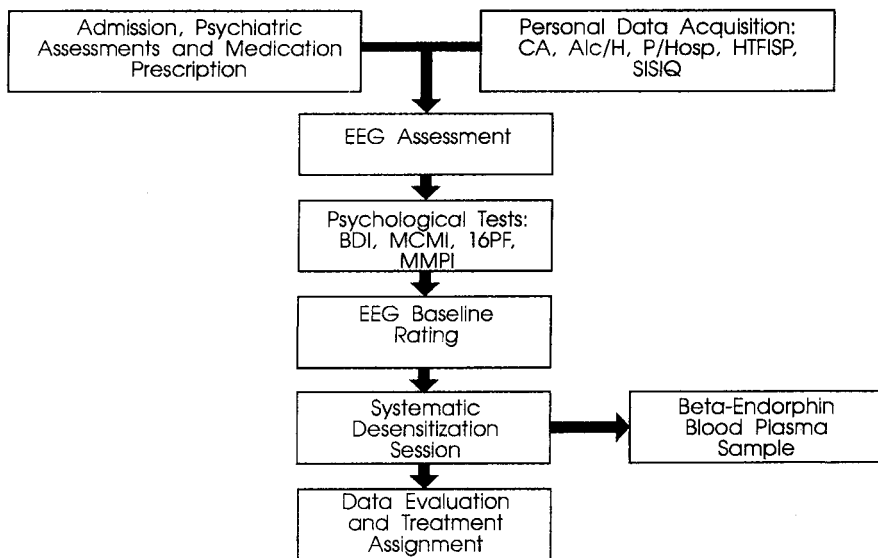 Admission, Psychiatric
Assessments and Medication
Prescription
Personal Data Acquisition:
CA, Alc/H, P/Hosp, HTFISP,
SISIQ
EEG Assessment
Psychological Tests:
BDI, MCMI, 16PF,
MMPI
EEG Baseline
Rating
Systematic
Desensitization
Session
Beta-Endorphin
Blood Plasma
Sample
Data Evaluation
and Treatment
Assignment